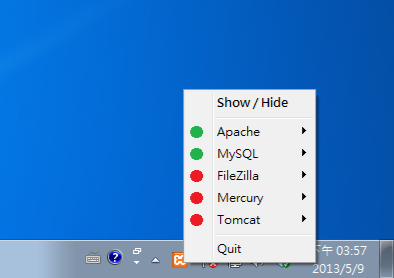 Show / Hide
Apache
MySQL
FileZilla
Mercury
Tomcat
Quit
下午 03:57
2013/5/9